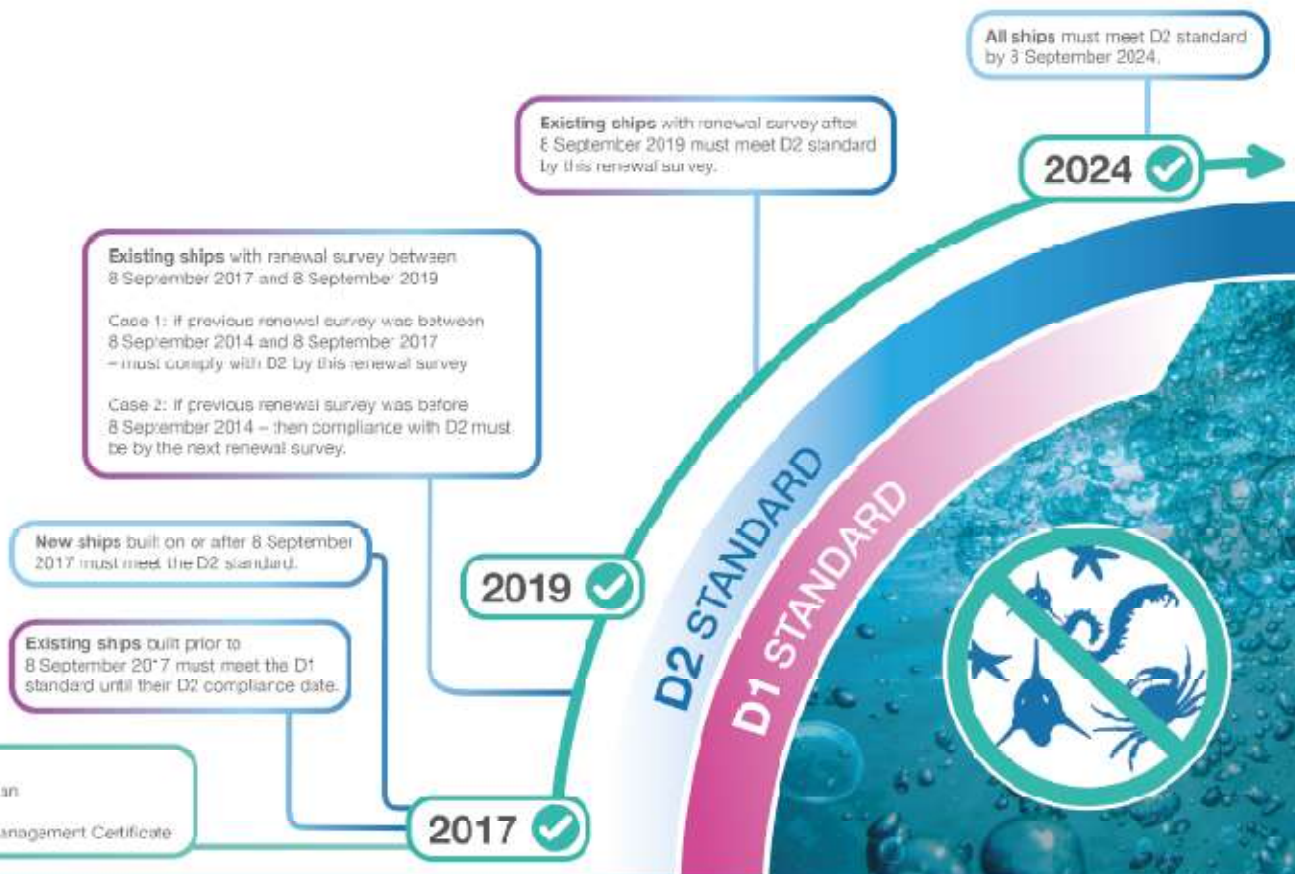 All ships must meet D2 standard
by 8 September 2024.
2024
Existing ships with renewal survey after
8 September 2019 must meet D2 standard
by this renewal survey.
Existing ships with renewal survey between
8 September 2017 and 8 September 2019
Case 1: if previous renewal survey was between
8 September 2014 and 8 September 2017
– must comply with D2 by this renewal survey
Case 2: if previous renewal survey was before
8 September 2014 – then compliance with D2 must
be by the next renewal survey.
2019
New ships built on or after 8 September
2017 must meet the D2 standard.
Existing ships built prior to
8 September 2017 must meet the D1
standard until their D2 compliance date.
an
anagement Certificate
2017
D2 STANDARD
D1 STANDARD